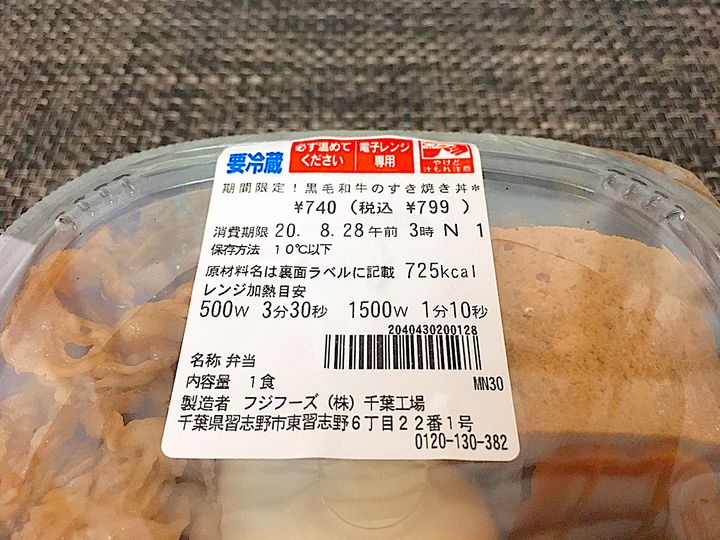 要冷蔵
必ず温めて
ください
電子レンジ
専用
やけど
汁もれ注意
期間限定!黒毛和牛のすき焼き丼*
¥740 (税込 ¥799 )
消費期限 20. 8.28午前 3時 N 1
保存方法 10℃以下
原材料名は裏面ラベルに記載 725kcal
レンジ加熱目安
500W 3分30秒 1500W 1分10秒
2040430200128
名称 弁当
内容量 1食
MN30
製造者 フジフーズ(株)千葉工場
千葉県習志野市東習志野6丁目22番1号
0120-130-382